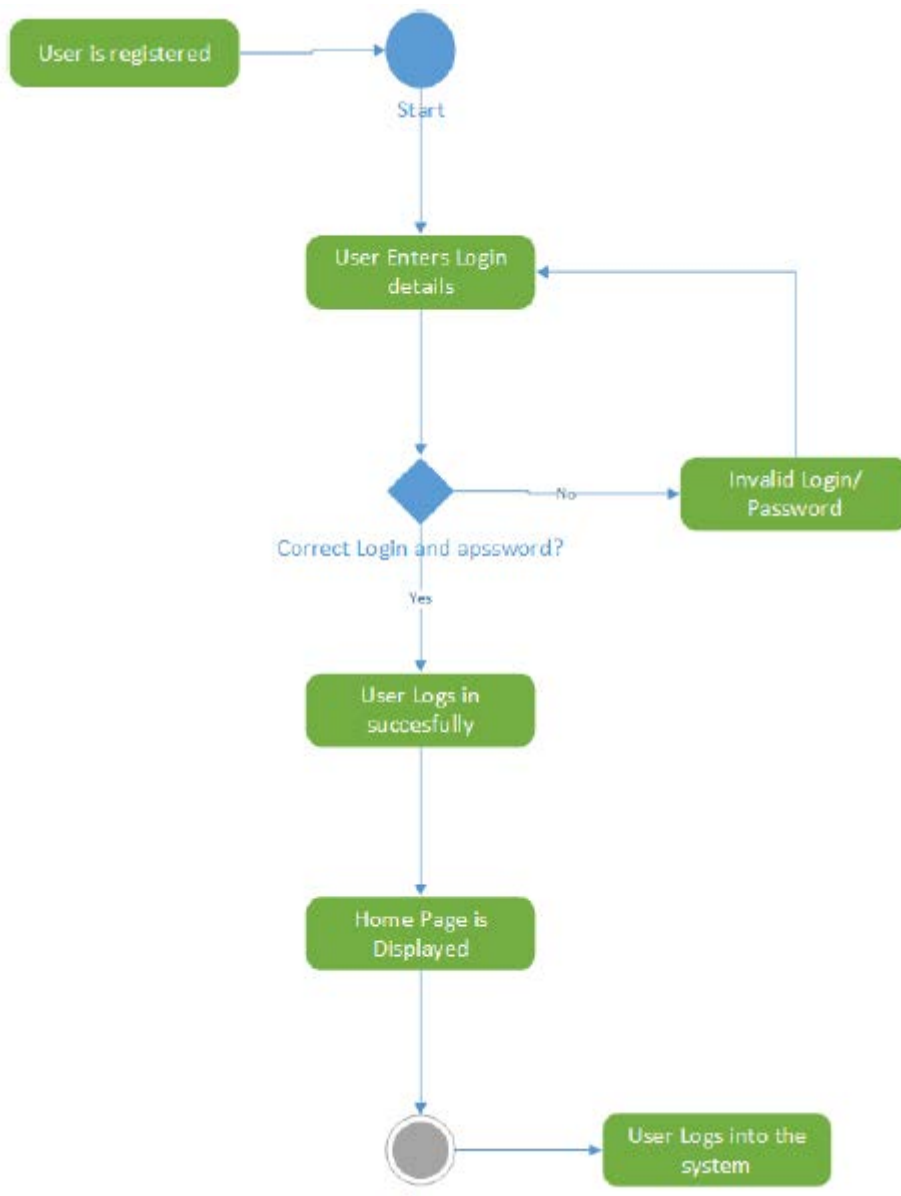 User is registered
Start
User Enters Login
details
No
Invalid Login/
Password
Correct Login and apssword?
Yes
User Logs in
succesfully
Home Page is
Displayed
User Logs into the
system